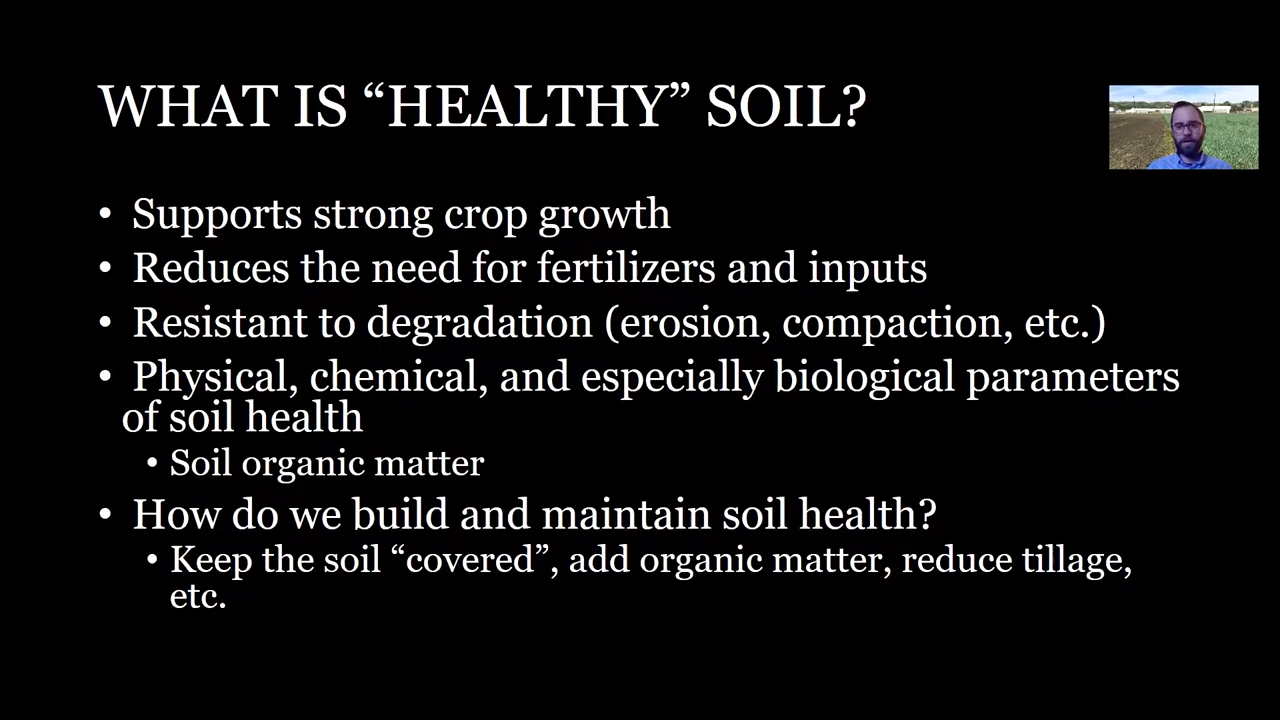 WHAT IS “HEALTHY” SOIL?
• Supports strong crop growth
• Reduces the need for fertilizers and inputs
• Resistant to degradation (erosion, compaction, etc.)
• Physical, chemical, and especially biological parameters
of soil health
• Soil organic matter
• How do we build and maintain soil health?
• Keep the soil “covered”, add organic matter, reduce tillage,
etc.